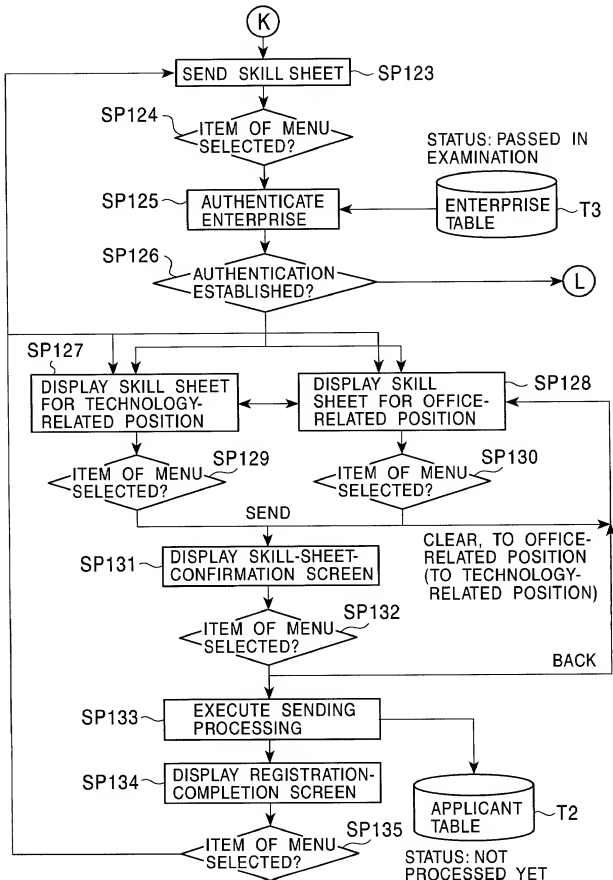 K
SEND SKILL SHEET
SP123
SP124
ITEM OF MENU
SELECTED?
STATUS: PASSED IN
EXAMINATION
SP125
AUTHENTICATE
ENTERPRISE
ENTERPRISE
TABLE
T3
SP126
AUTHENTICATION
ESTABLISHED?
L
SP127
DISPLAY SKILL SHEET
FOR TECHNOLOGY-
RELATED POSITION
DISPLAY SKILL
SHEET FOR OFFICE-
RELATED POSITION
SP128
ITEM OF MENU
SELECTED?
SP129
ITEM OF MENU
SELECTED?
SP130
SEND
CLEAR, TO OFFICE-
RELATED POSITION
(TO TECHNOLOGY-
RELATED POSITION)
SP131
DISPLAY SKILL-SHEET-
CONFIRMATION SCREEN
ITEM OF MENU
SELECTED?
SP132
BACK
SP133
EXECUTE SENDING
PROCESSING
SP134
DISPLAY REGISTRATION-
COMPLETION SCREEN
APPLICANT
TABLE
T2
ITEM OF MENU
SELECTED?
SP135
STATUS: NOT
PROCESSED YET